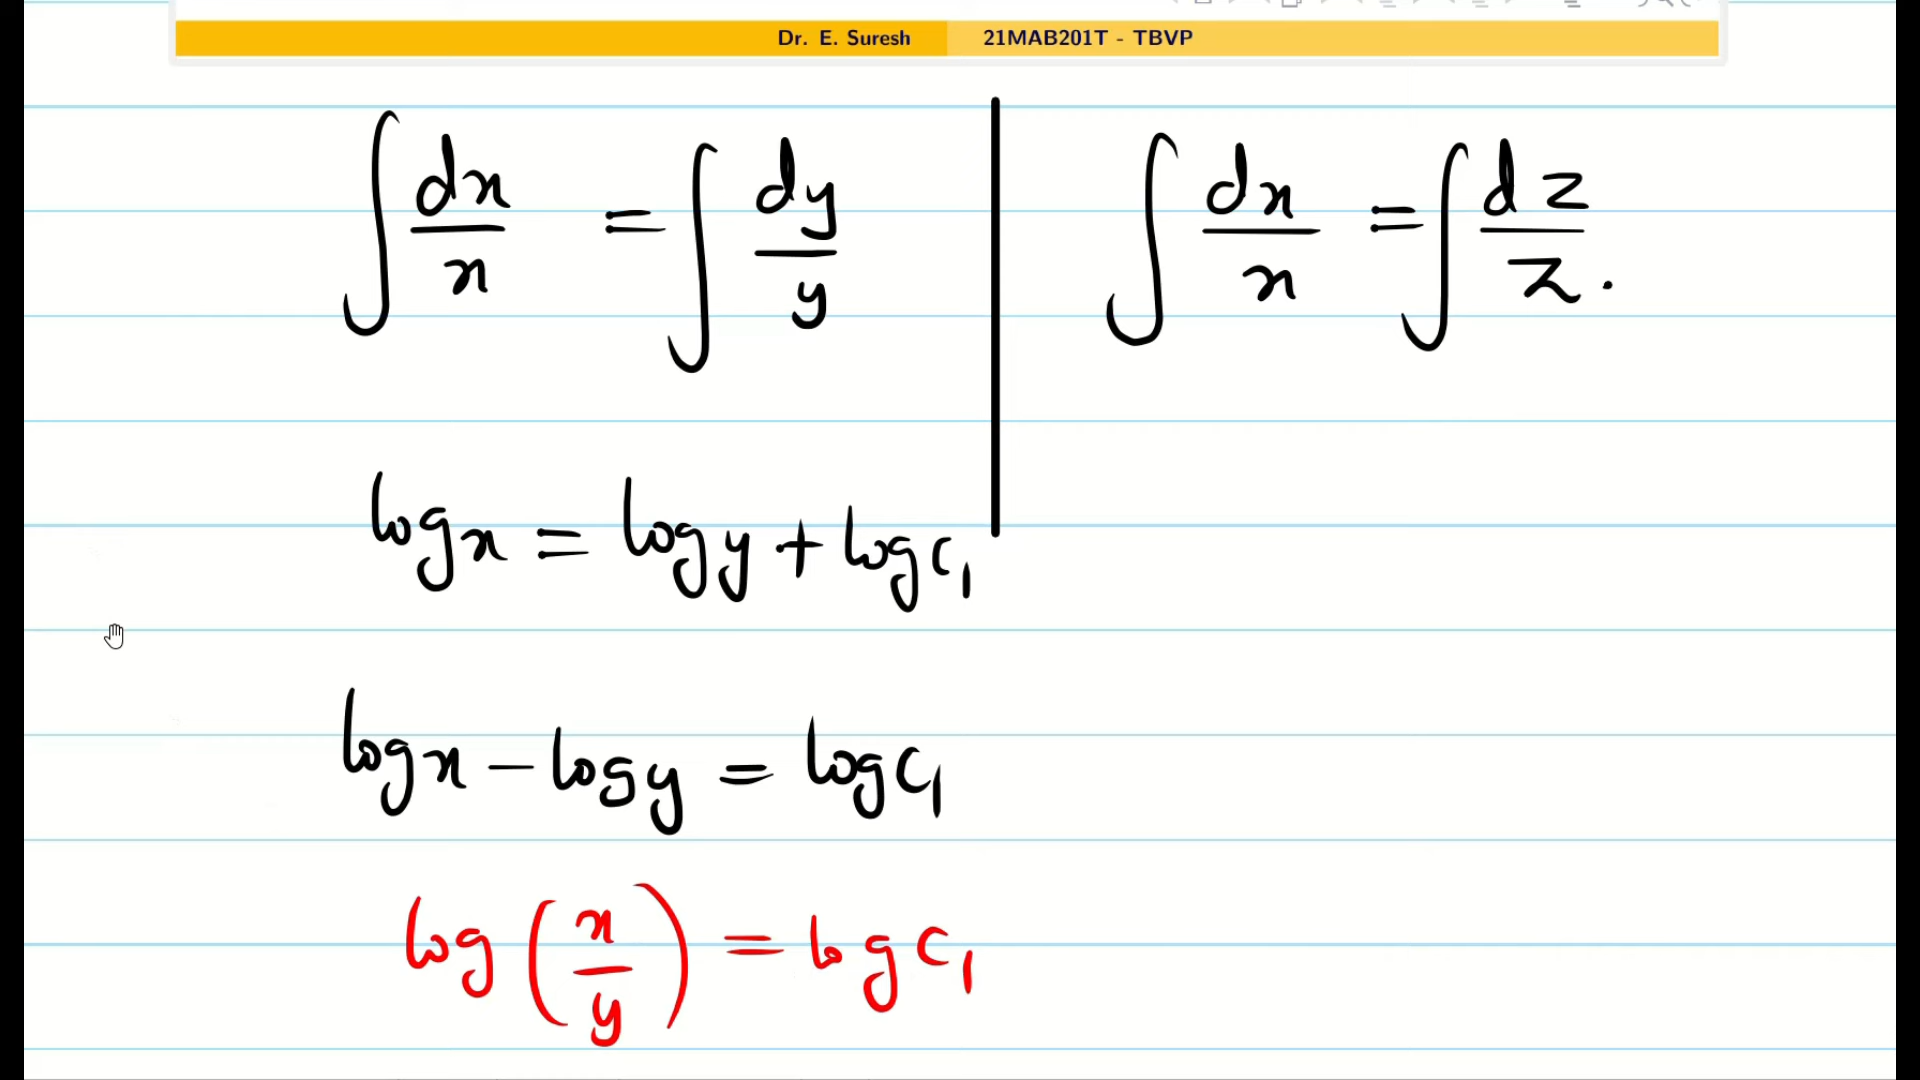 Dr. E. Suresh 21MAB201T - TBVP
∫ dx/x = ∫ dy/y
∫ dx/x = ∫ dz/z.
log x = log y + log c₁
log x − log y = log c₁
log (x/y) = log c₁